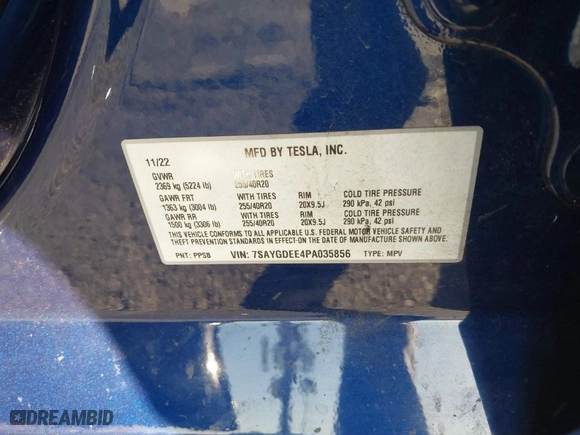 MFD BY TESLA, INC.
11/22
GVWR WITH TIRES
2369 kg (5224 lb) 255/40R20
GAWR FRT WITH TIRES RIM COLD TIRE PRESSURE
1363 kg (3004 lb) 255/40R20 20X9.5J 290 kPa, 42 psi
GAWR RR WITH TIRES RIM COLD TIRE PRESSURE
1500 kg (3306 lb) 255/40R20 20X9.5J 290 kPa, 42 psi
THIS VEHICLE CONFORMS TO ALL APPLICABLE U.S. FEDERAL MOTOR VEHICLE SAFETY AND
THEFT PREVENTION STANDARDS IN EFFECT ON THE DATE OF MANUFACTURE SHOWN ABOVE.
PNT: PPSB VIN: 7SAYGDEE4PA035856 TYPE: MPV
DREAMBID